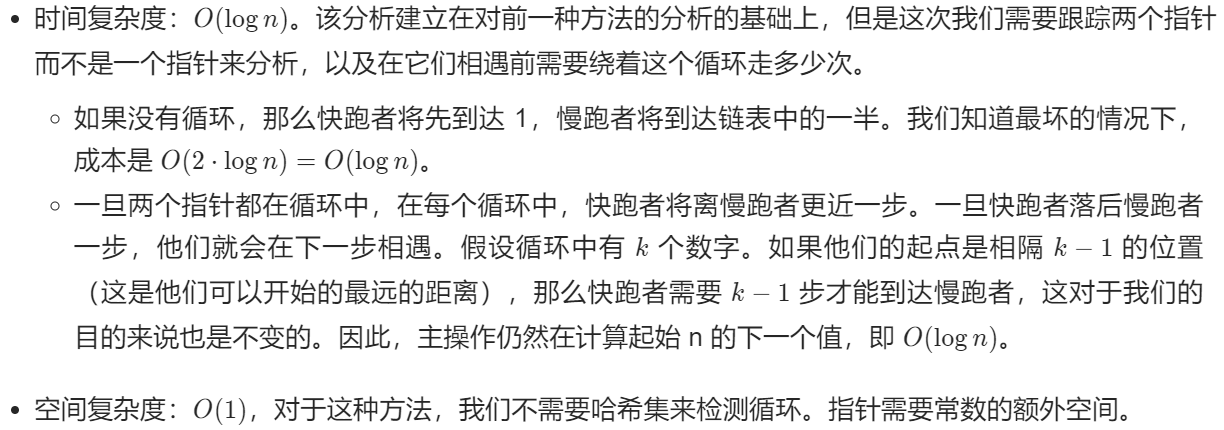 • 时间复杂度：O(log n)。该分析建立在对前一种方法的分析的基础上，但是这次我们需要跟踪两个指针
而不是一个指针来分析，以及在它们相遇前需要绕着这个循环走多少次。
◦ 如果没有循环，那么快跑者将先到达 1，慢跑者将到达链表中的一半。我们知道最坏的情况下，
成本是 O(2 · log n) = O(log n)。
◦ 一旦两个指针都在循环中，在每个循环中，快跑者将离慢跑者更近一步。一旦快跑者落后慢跑者
一步，他们就会在下一步相遇。假设循环中有 k 个数字。如果他们的起点是相隔 k − 1 的位置
（这是他们可以开始的最远的距离），那么快跑者需要 k − 1 步才能到达慢跑者，这对于我们的
目的来说也是不变的。因此，主操作仍然在计算起始 n 的下一个值，即 O(log n)。
• 空间复杂度：O(1)，对于这种方法，我们不需要哈希集来检测循环。指针需要常数的额外空间。